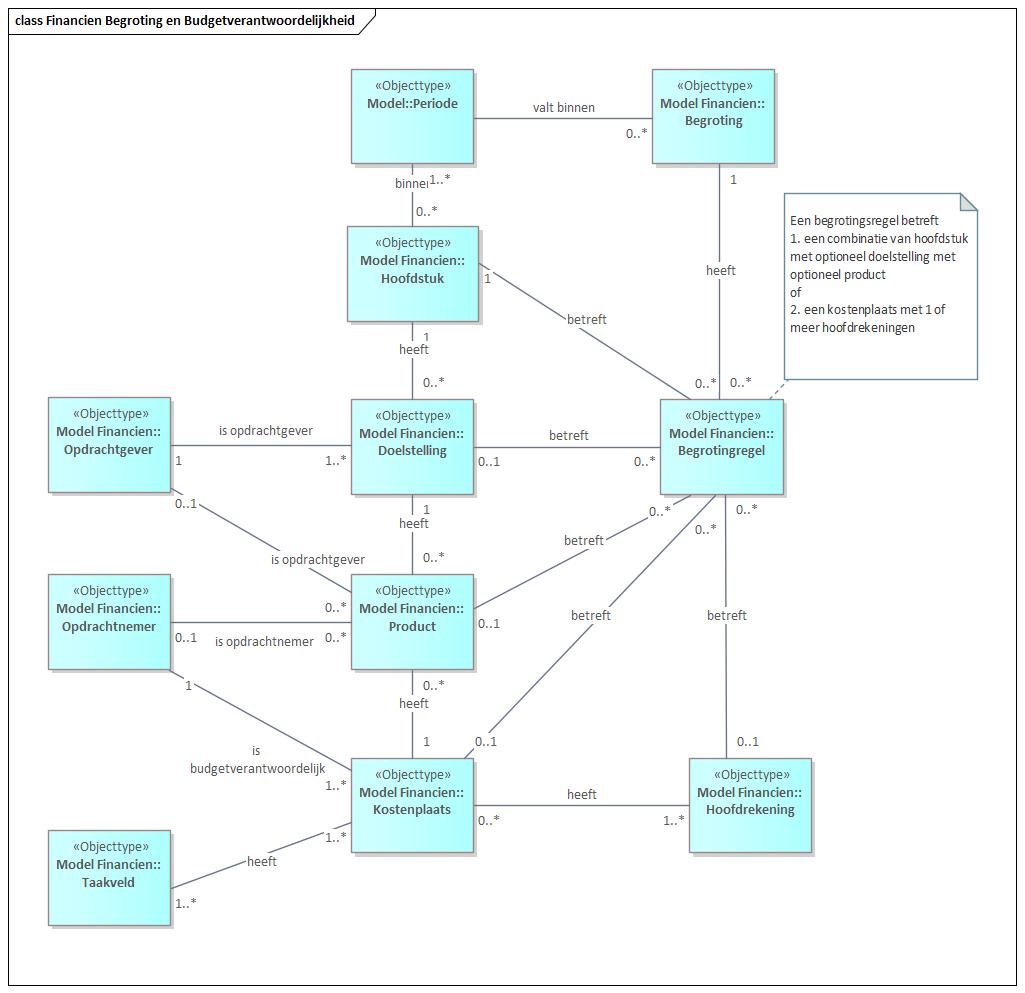 class Financien Begroting en Budgetverantwoordelijkheid
«Objecttype»
Model::Periode
valt binnen
0..*
«Objecttype»
Model Financien::
Begroting
1..*
binnen
0..*
1
heeft
0..*
Een begrotingsregel betreft
1. een combinatie van hoofdstuk
met optioneel doelstelling met
optioneel product
of
2. een kostenplaats met 1 of
meer hoofdrekeningen
«Objecttype»
Model Financien::
Hoofdstuk
1
betreft
0..*
1
heeft
0..*
«Objecttype»
Model Financien::
Opdrachtgever
1
is opdrachtgever
1..*
«Objecttype»
Model Financien::
Doelstelling
0..1
betreft
0..*
«Objecttype»
Model Financien::
Begrotingregel
0..1
is opdrachtgever
0..*
1
heeft
0..*
0..*
betreft
0..1
0..*
betreft
0..1
0..*
betreft
0..1
«Objecttype»
Model Financien::
Opdrachtnemer
0..1
is opdrachtnemer
0..*
«Objecttype»
Model Financien::
Product
0..*
heeft
1
1
is
budgetverantwoordelijk
1..*
«Objecttype»
Model Financien::
Kostenplaats
0..*
heeft
1..*
«Objecttype»
Model Financien::
Hoofdrekening
«Objecttype»
Model Financien::
Taakveld
1..*
heeft
1..*